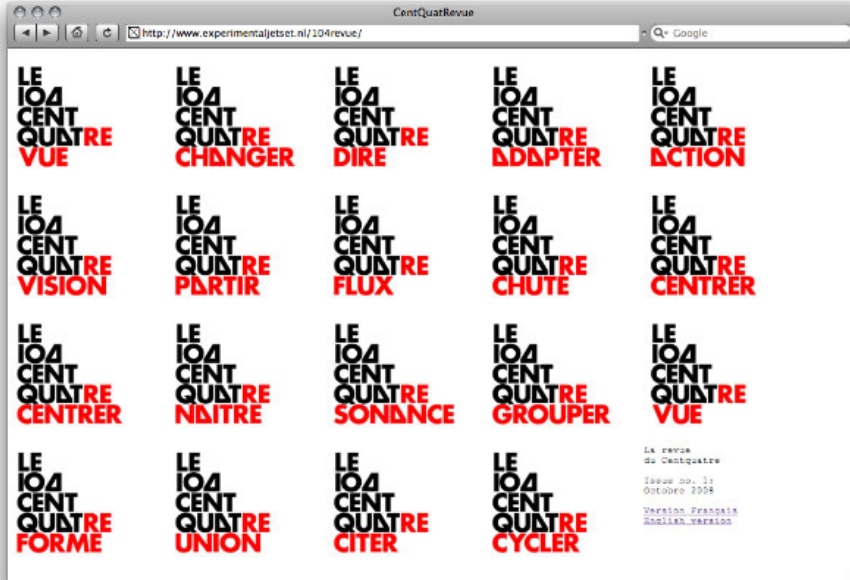 CentQuatRevue
http://www.experimentaljetset.nl/104revue/
Google
LE
104
CENT
QUATRE
VUE
LE
104
CENT
QUATRE
CHANGER
LE
104
CENT
QUATRE
DIRE
LE
104
CENT
QUATRE
ADAPTER
LE
104
CENT
QUATRE
ACTION
LE
104
CENT
QUATRE
VISION
LE
104
CENT
QUATRE
PARTIR
LE
104
CENT
QUATRE
FLUX
LE
104
CENT
QUATRE
CHUTE
LE
104
CENT
QUATRE
CENTRER
LE
104
CENT
QUATRE
CENTRER
LE
104
CENT
QUATRE
NAITRE
LE
104
CENT
QUATRE
SONANCE
LE
104
CENT
QUATRE
GROUPER
LE
104
CENT
QUATRE
VUE
LE
104
CENT
QUATRE
FORME
LE
104
CENT
QUATRE
UNION
LE
104
CENT
QUATRE
CITER
LE
104
CENT
QUATRE
CYCLER
La revue
du Centquatre
Issue no. 1:
Octobre 2008
Version Français
English version